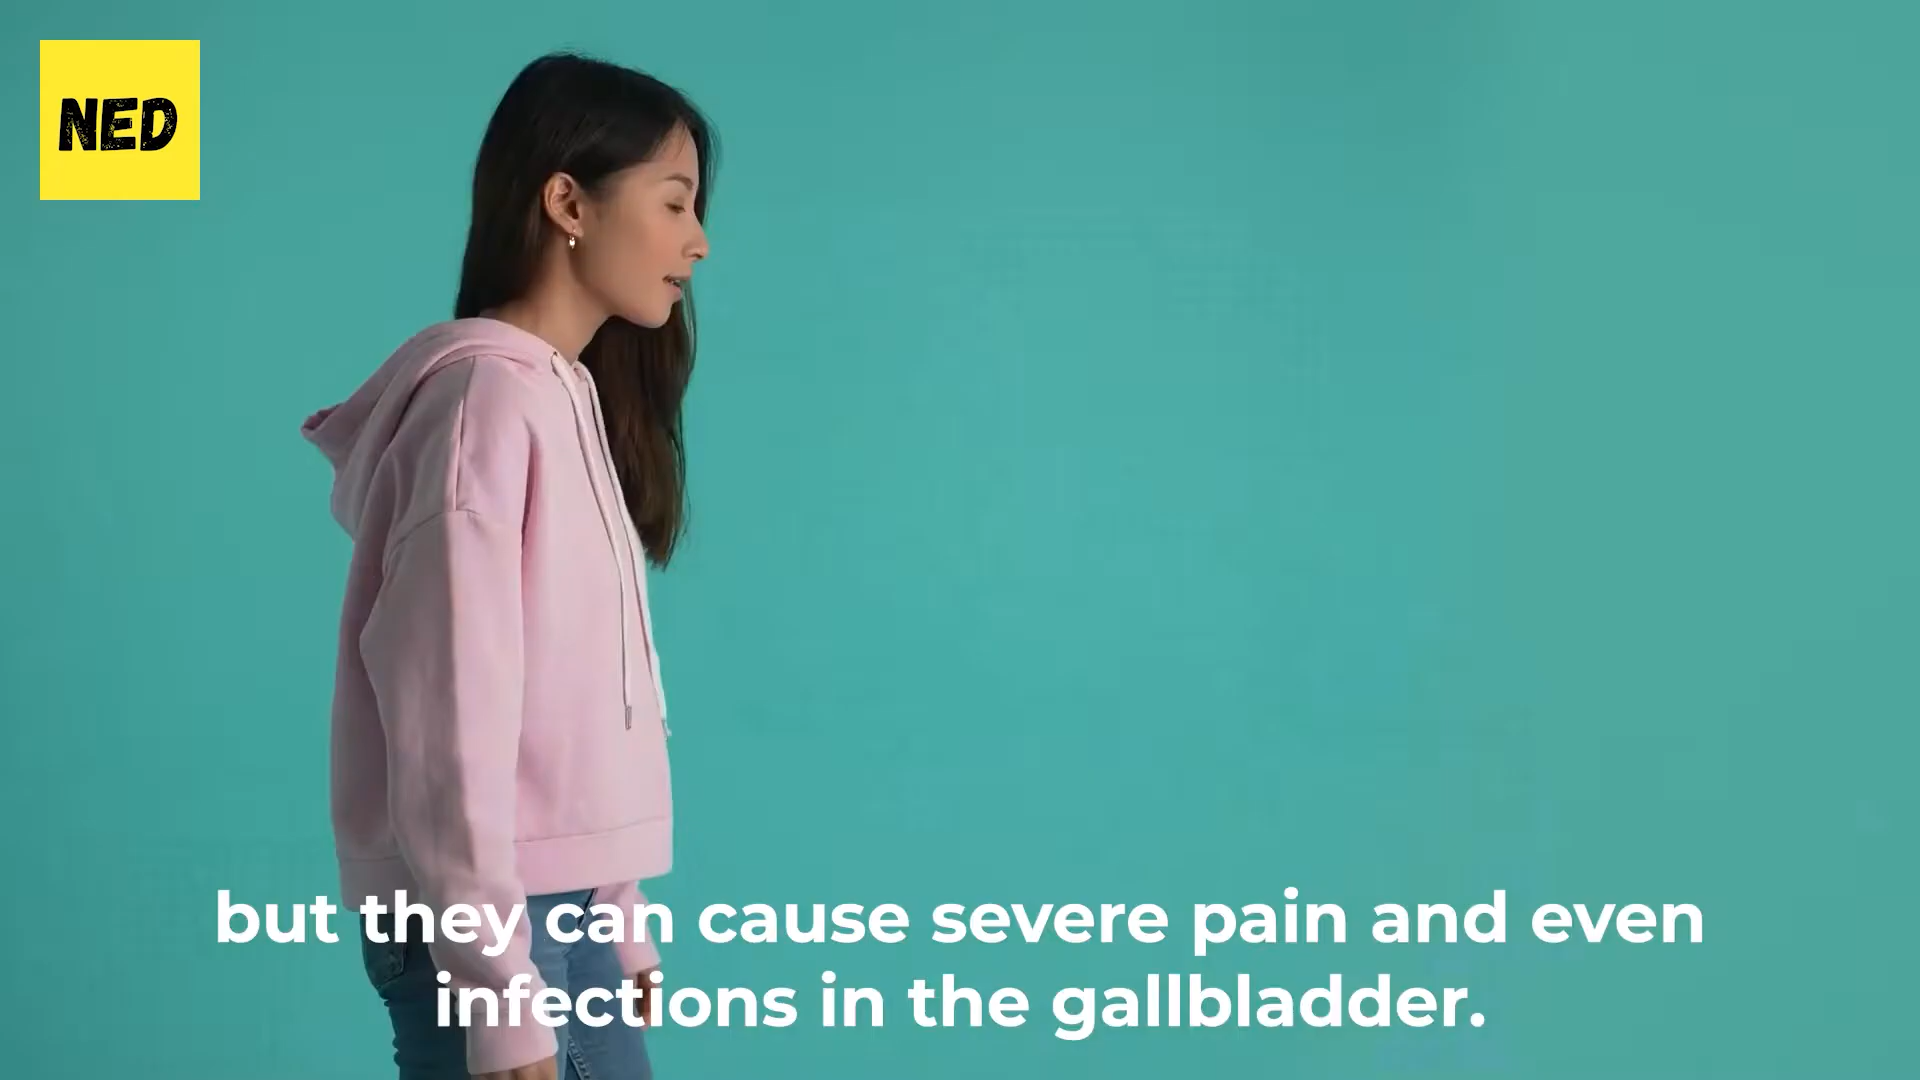 NED
but they can cause severe pain and even
infections in the gallbladder.